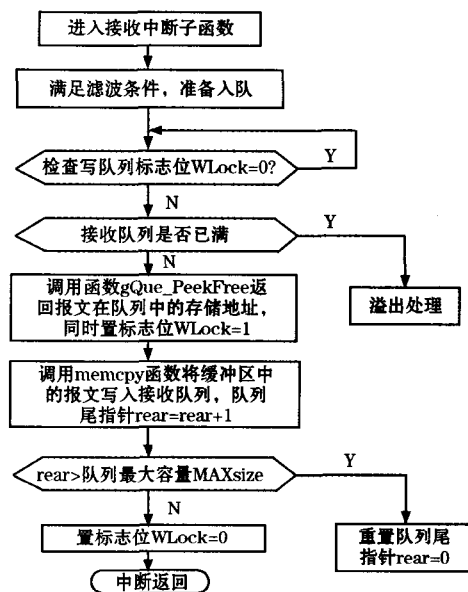 进入接收中断子函数
满足滤波条件，准备入队
检查写队列标志位WLock=0?
Y
N
接收队列是否已满
Y
N
调用函数gQue_PeekFree返
回报文在队列中的存储地址，
同时置标志位WLock=1
溢出处理
调用memcpy函数将缓冲区中
的报文写入接收队列，队列
尾指针rear=rear+1
rear>队列最大容量MAXsize
Y
N
置标志位WLock=0
重置队列尾
指针rear=0
中断返回